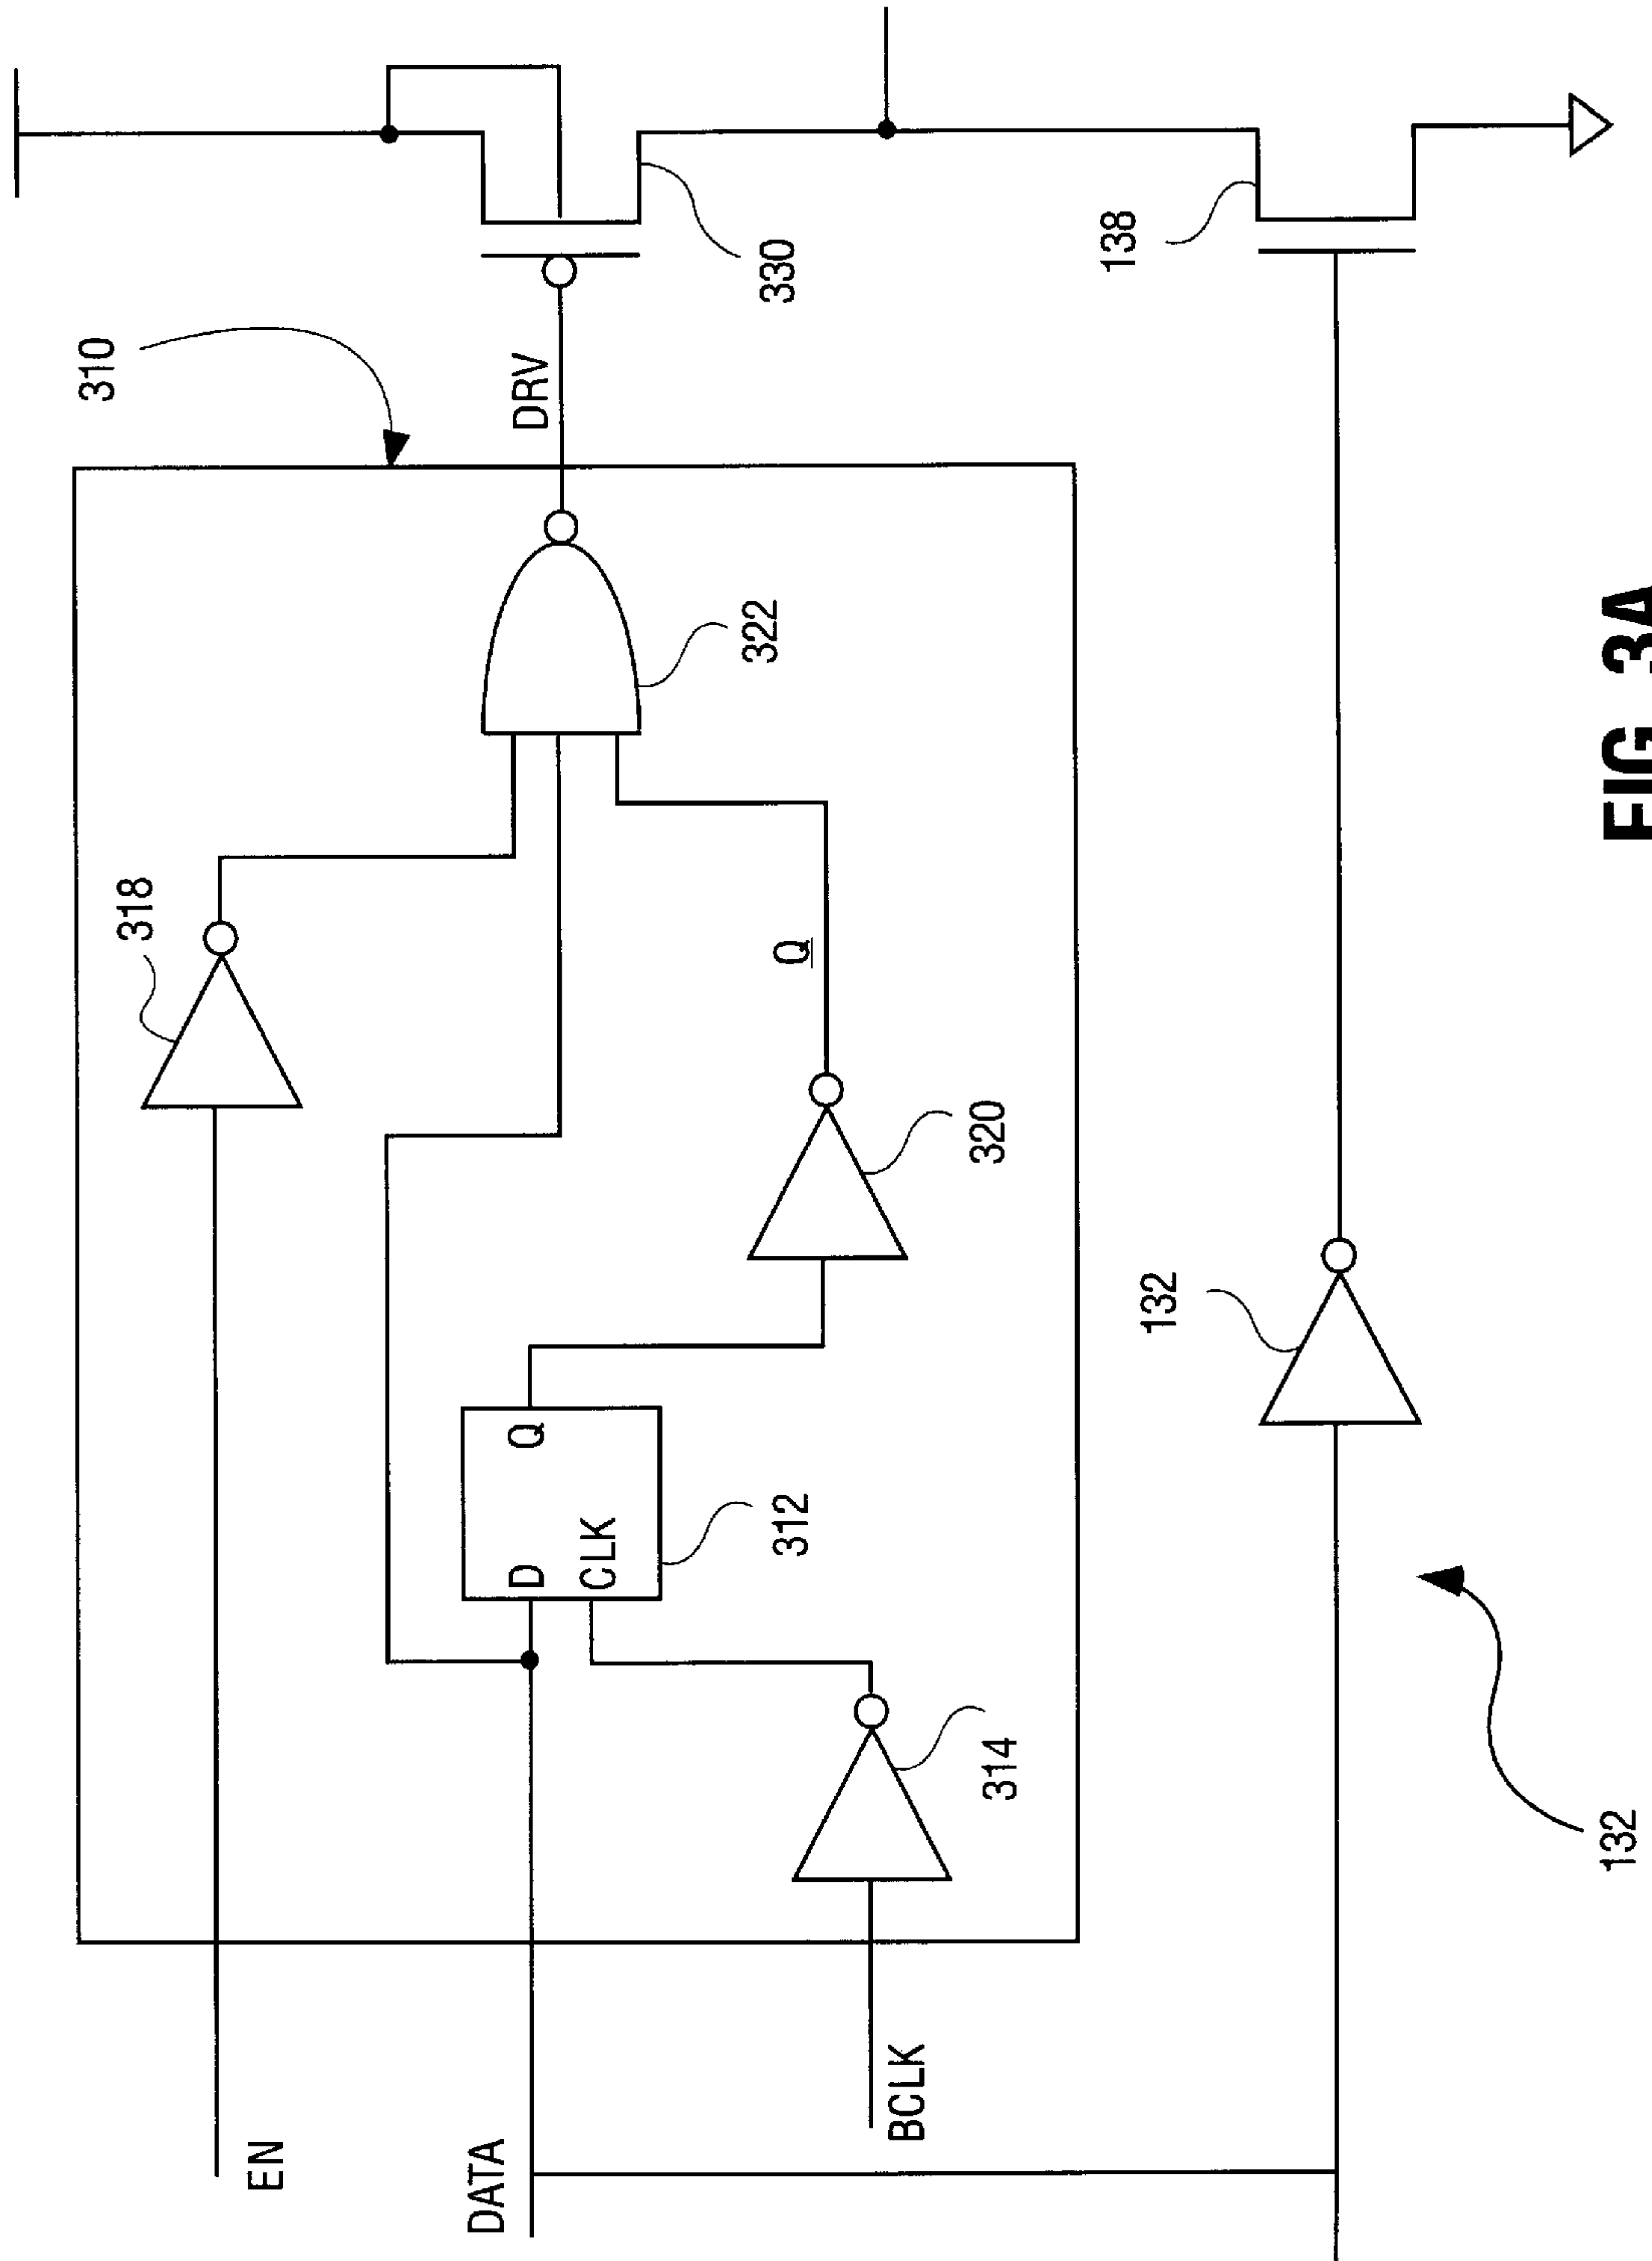 310
DRV
330
318
322
Q
D
Q
CLK
312
320
314
EN
DATA
BCLK
138
132
132
FIG 3A